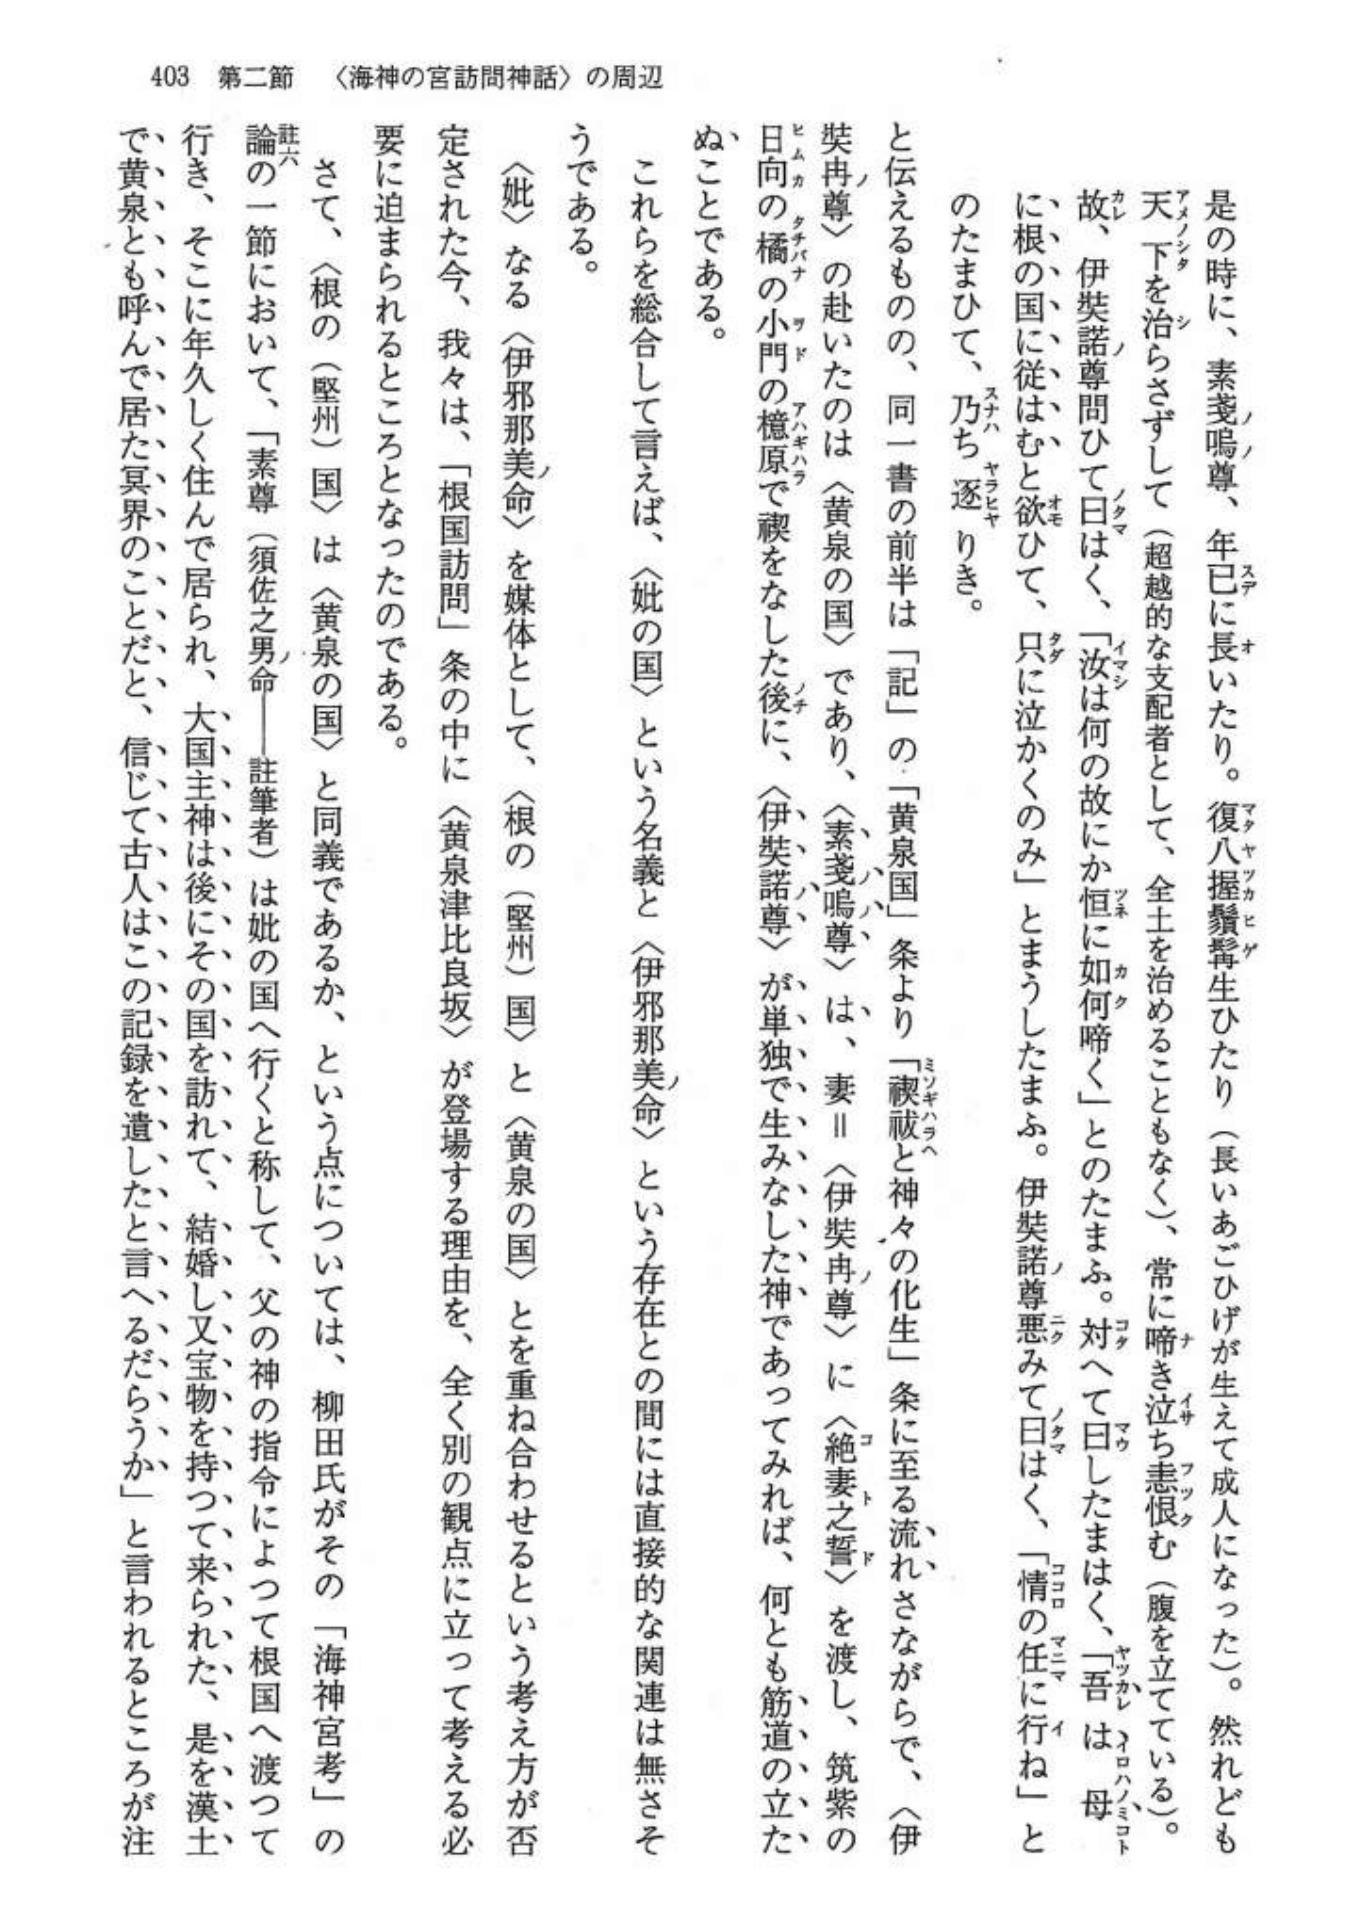 403　第二節　〈海神の宮訪問神話〉の周辺
是の時に、素戔嗚尊、年已に長いたり。復八握鬚髯生ひたり（長いあごひげが生えて成人になった）。然れども
天下を治らさずして（超越的な支配者として、全土を治めることもなく）、常に啼き泣ち恚恨む（腹を立てている）。
故、伊奘諾尊問ひて曰はく、「汝は何の故にか恒に如何啼く」とのたまふ。対へて曰したまはく、「吾は母
に根の国に従はむと欲ひて、只に泣かくのみ」とまうしたまふ。伊奘諾尊悪みて曰はく、「情の任に行ね」と
のたまひて、乃ち逐りき。
と伝えるものの、同一書の前半は「記」の「黄泉国」条より「禊祓と神々の化生」条に至る流れさながらで、〈伊
奘冉尊〉の赴いたのは〈黄泉の国〉であり、〈素戔嗚尊〉は、妻＝〈伊奘冉尊〉に〈絶妻之誓〉を渡し、筑紫の
日向の橘の小門の檍原で禊をなした後に、〈伊奘諾尊〉が単独で生みなした神であってみれば、何とも筋道の立た
ぬことである。
これらを総合して言えば、〈妣の国〉という名義と〈伊邪那美命〉という存在との間には直接的な関連は無さそ
うである。
〈妣〉なる〈伊邪那美命〉を媒体として、〈根の（堅州）国〉と〈黄泉の国〉とを重ね合わせるという考え方が否
定された今、我々は、「根国訪問」条の中に〈黄泉津比良坂〉が登場する理由を、全く別の観点に立って考える必
要に迫まられるところとなったのである。
さて、〈根の（堅州）国〉は〈黄泉の国〉と同義であるか、という点については、柳田氏がその「海神宮考」の
論註六の一節において、「素尊（須佐之男命――註筆者）は妣の国へ行くと称して、父の神の指令によつて根国へ渡つて
行き、そこに年久しく住んで居られ、大国主神は後にその国を訪れて、結婚し又宝物を持つて来られた、是を漢土
で黄泉とも呼んで居た冥界のことだと、信じて古人はこの記録を遺したと言へるだらうか」と言われるところが注